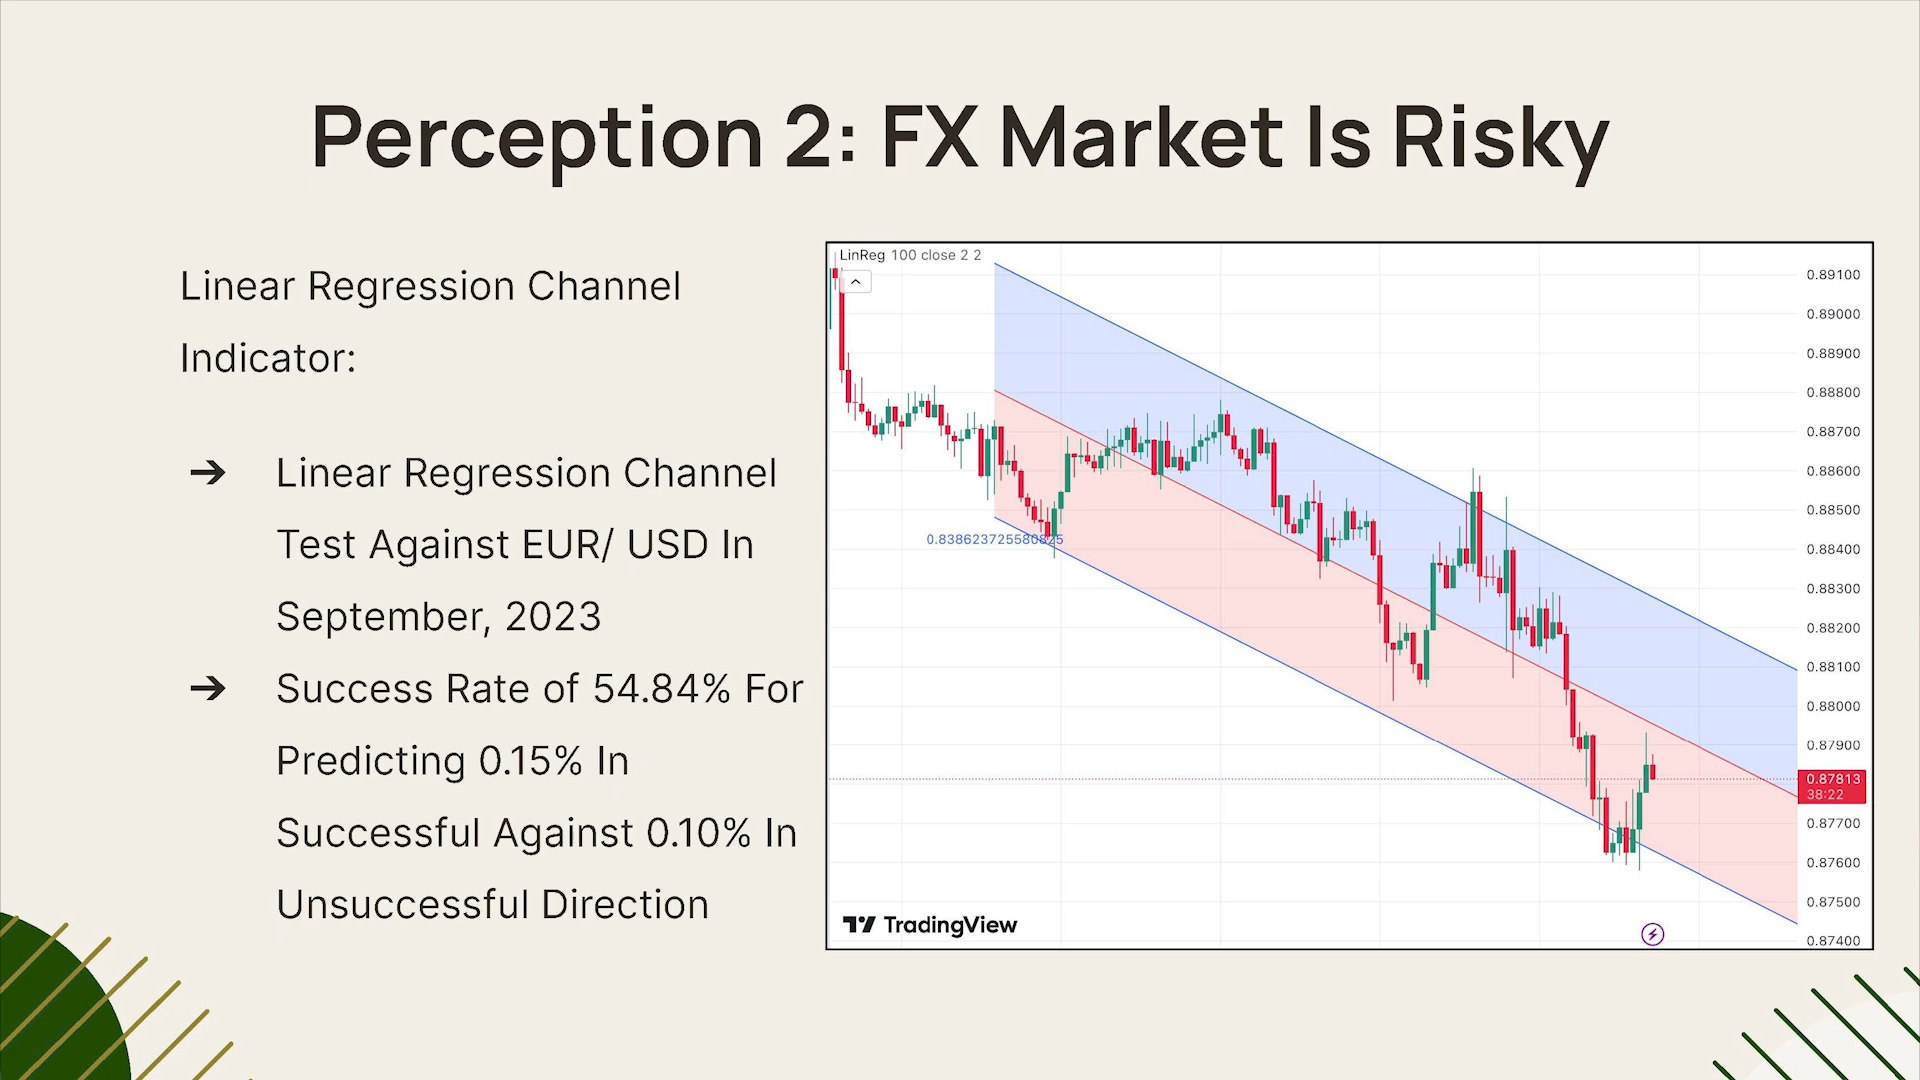 Perception 2: FX Market Is Risky
Linear Regression Channel
Indicator:
➔ Linear Regression Channel
Test Against EUR/ USD In
September, 2023
➔ Success Rate of 54.84% For
Predicting 0.15% In
Successful Against 0.10% In
Unsuccessful Direction
LinReg 100 close 2 2
0.838623725580825
0.89100
0.89000
0.88900
0.88800
0.88700
0.88600
0.88500
0.88400
0.88300
0.88200
0.88100
0.88000
0.87900
0.87813
38:22
0.87700
0.87600
0.87500
0.87400
TradingView